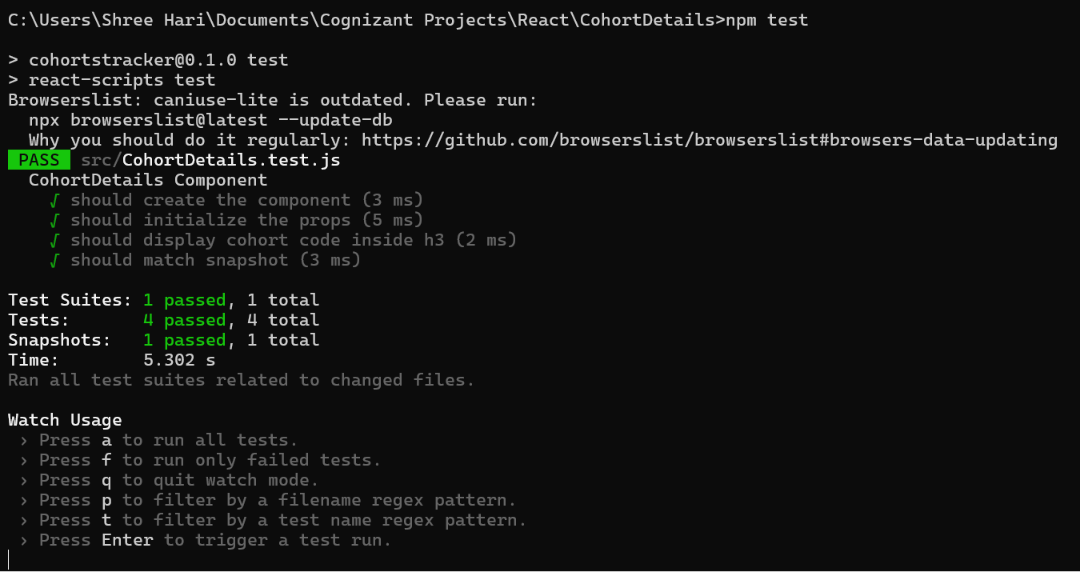 C:\Users\Shree Hari\Documents\Cognizant Projects\React\CohortDetails>npm test
> cohortstracker@0.1.0 test
> react-scripts test
Browserslist: caniuse-lite is outdated. Please run:
npx browserslist@latest --update-db
Why you should do it regularly: https://github.com/browserslist/browserslist#browsers-data-updating
PASS src/CohortDetails.test.js
CohortDetails Component
√ should create the component (3 ms)
√ should initialize the props (5 ms)
√ should display cohort code inside h3 (2 ms)
√ should match snapshot (3 ms)
Test Suites: 1 passed, 1 total
Tests: 4 passed, 4 total
Snapshots: 1 passed, 1 total
Time: 5.302 s
Ran all test suites related to changed files.
Watch Usage
› Press a to run all tests.
› Press f to run only failed tests.
› Press q to quit watch mode.
› Press p to filter by a filename regex pattern.
› Press t to filter by a test name regex pattern.
› Press Enter to trigger a test run.